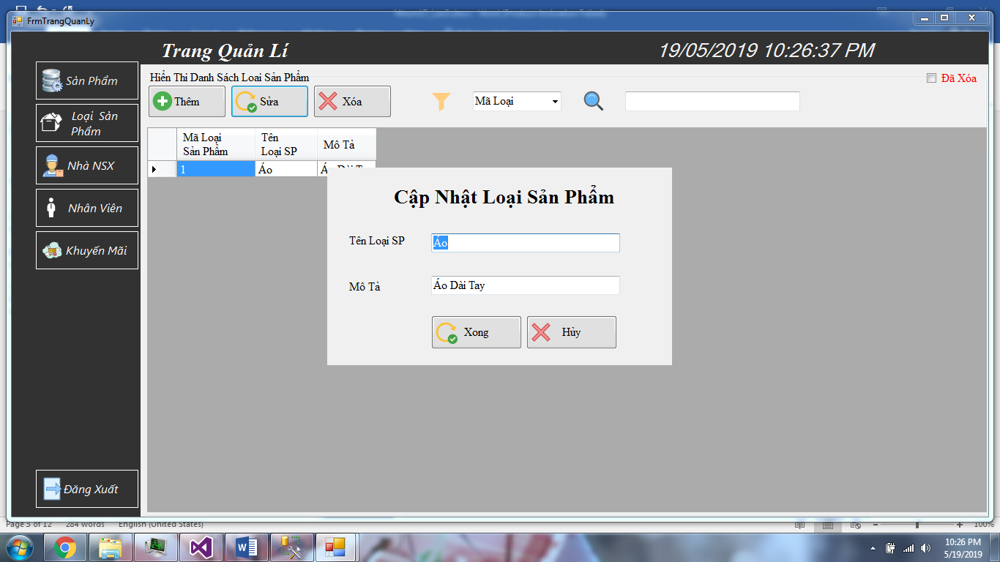 FrmTrangQuanLy
Trang Quản Lí
19/05/2019 10:26:37 PM
Sản Phẩm
Loại Sản
Phẩm
Nhà NSX
Nhân Viên
Khuyến Mãi
Đăng Xuất
Hiển Thị Danh Sách Loại Sản Phẩm
Đã Xóa
Thêm
Sửa
Xóa
Mã Loại
Mã Loại
Sản Phẩm
Tên
Loại SP
Mô Tả
1
Áo
Cập Nhật Loại Sản Phẩm
Tên Loại SP
Áo
Mô Tả
Áo Dài Tay
Xong
Hủy
Page 3 of 12
284 words
English (United States)
100%
10:26 PM
5/19/2019